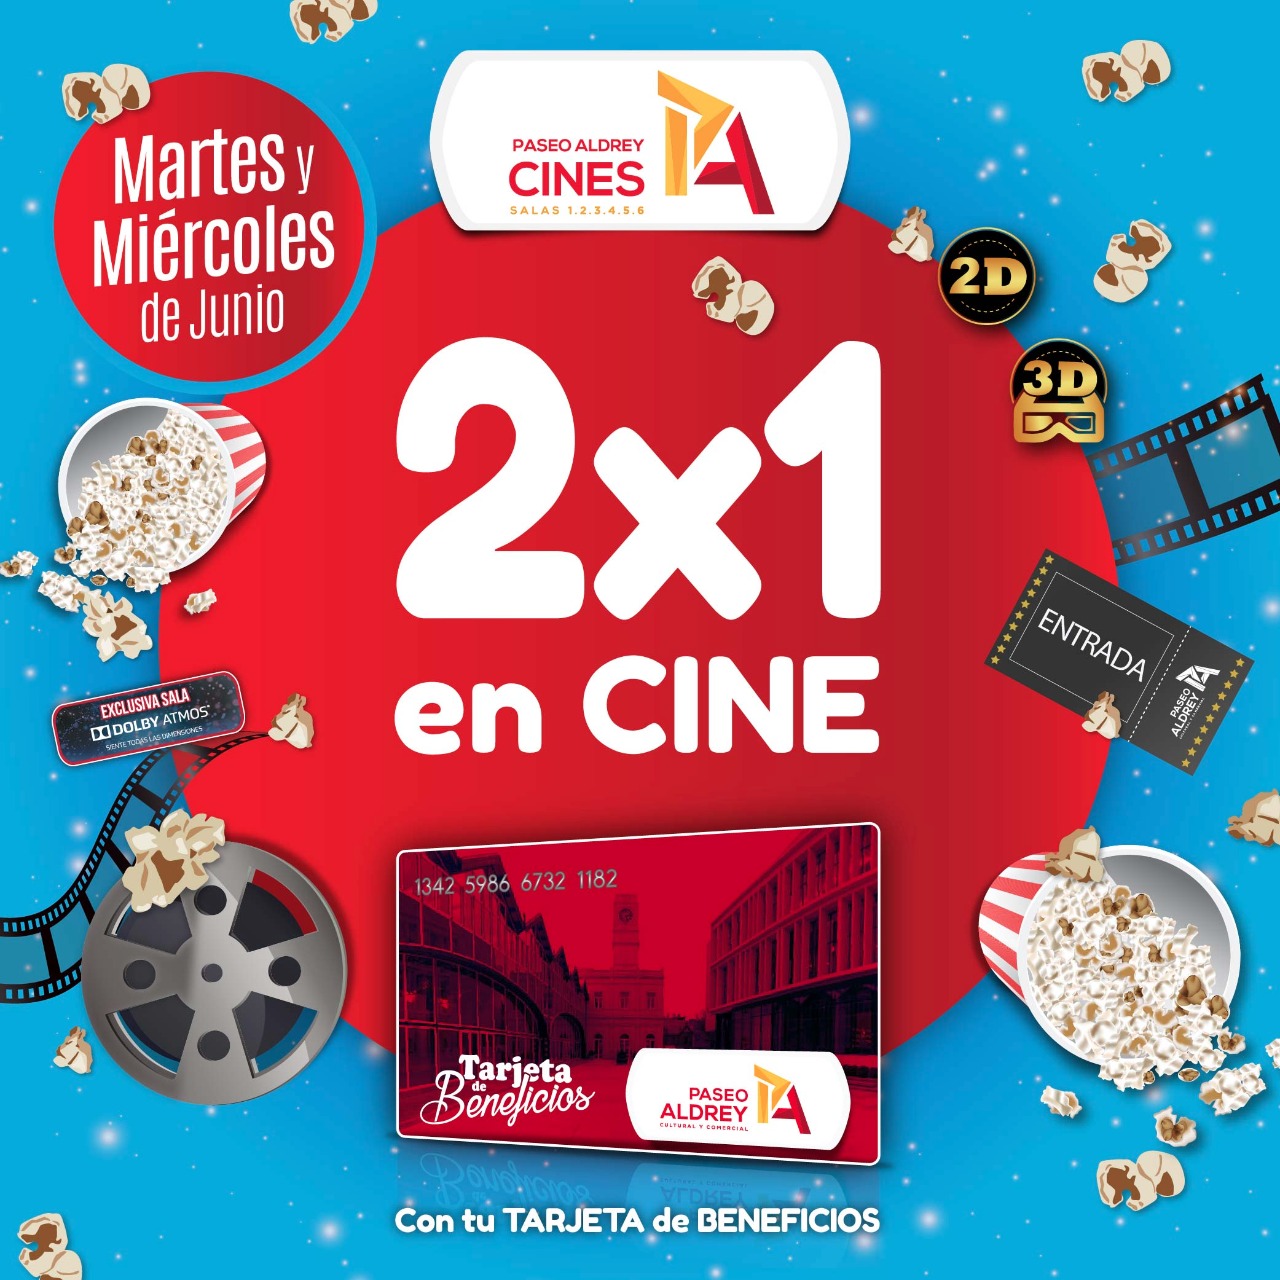 Martes y
Miércoles
de Junio
PASEO ALDREY
CINES
SALAS 1.2.3.4.5.6
2D
3D
2x1
en CINE
ENTRADA
PASEO
ALDREY
EXCLUSIVA SALA
DOLBY ATMOS
SIENTE TODAS LAS DIMENSIONES
1342 5986 6732 1182
Tarjeta
de
Beneficios
PASEO
ALDREY
CULTURAL Y COMERCIAL
Con tu TARJETA de BENEFICIOS